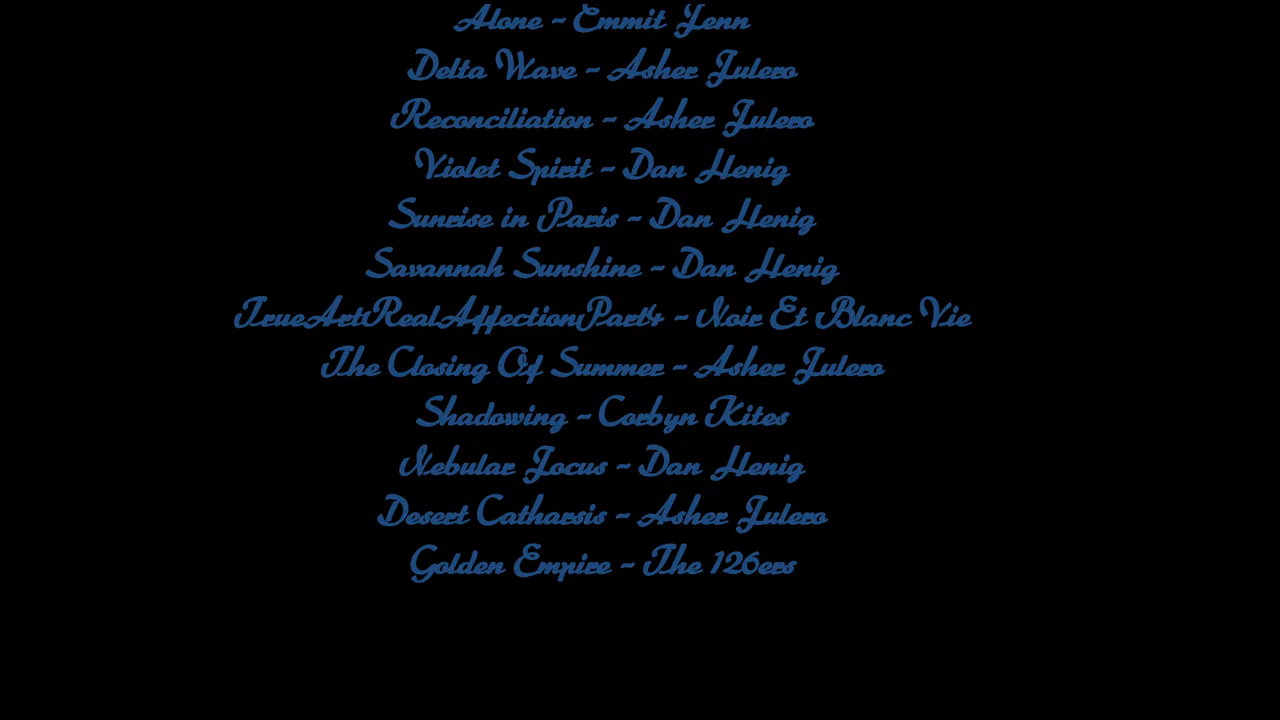 Alone - Emmit Fenn
Delta Wave - Asher Fulero
Reconciliation - Asher Fulero
Violet Spirit - Dan Henig
Sunrise in Paris - Dan Henig
Savannah Sunshine - Dan Henig
TrueArtRealAffectionPart4 - Noir Et Blanc Vie
The Closing Of Summer - Asher Fulero
Shadowing - Corbyn Kites
Nebular Focus - Dan Henig
Desert Catharsis - Asher Fulero
Golden Empire - The 126ers